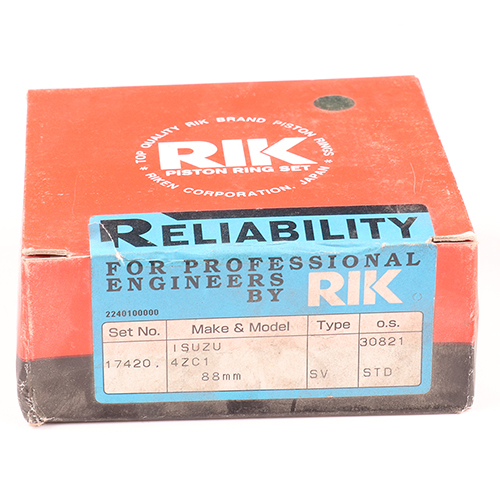 ★ TOP QUALITY RIK BRAND PISTON RINGS ★
RIK
PISTON RING SET
RIKEN CORPORATION, JAPAN
RELIABILITY
FOR PROFESSIONAL
ENGINEERS
BY RIK
2240100000
Set No. Make & Model Type o.s.
ISUZU 30821
17420. 4ZC1
88mm SV STD